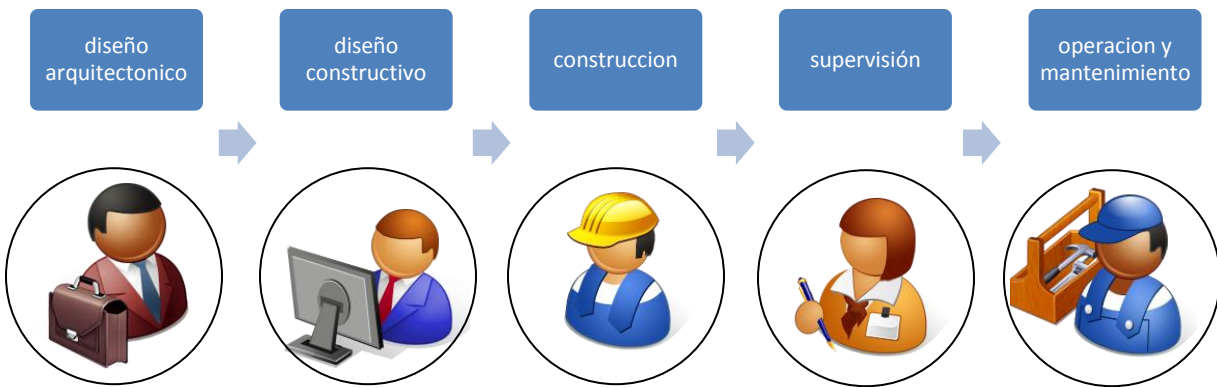 diseño
arquitectonico
diseño
constructivo
construccion
supervisión
operacion y
mantenimiento